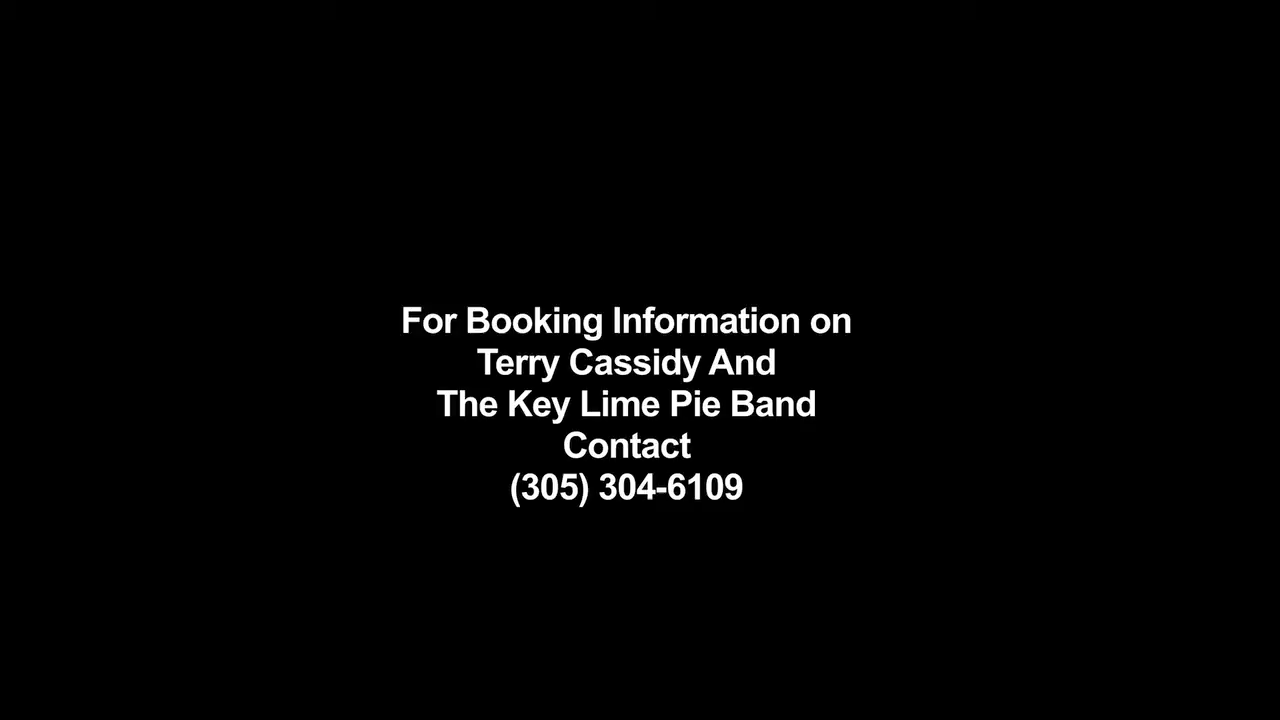 For Booking Information on
Terry Cassidy And
The Key Lime Pie Band
Contact
(305) 304-6109